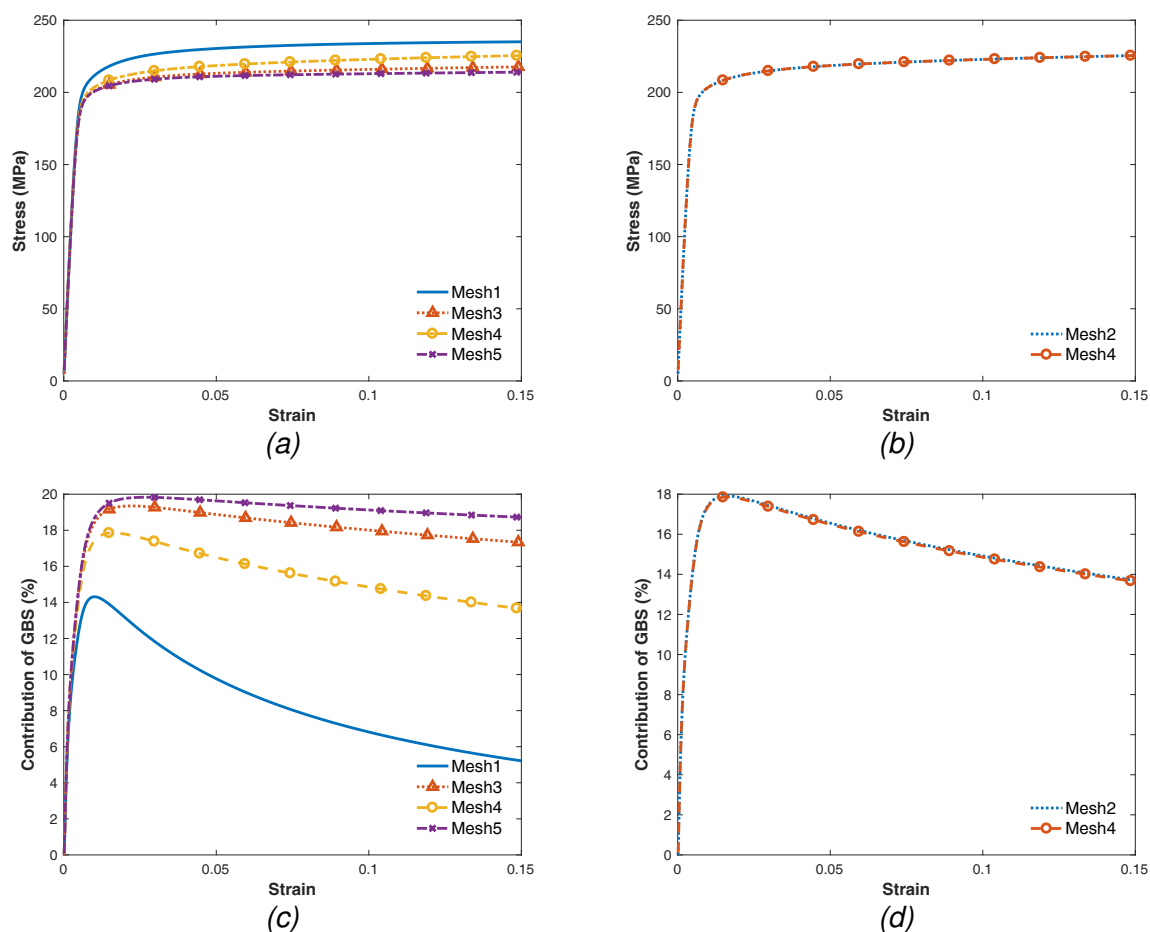 250
200
150
100
50
0
Stress (MPa)
0 0.05 0.1 0.15
Strain
Mesh1
Mesh3
Mesh4
Mesh5
(a)
250
200
150
100
50
0
Stress (MPa)
0 0.05 0.1 0.15
Strain
Mesh2
Mesh4
(b)
20
18
16
14
12
10
8
6
4
2
0
Contribution of GBS (%)
0 0.05 0.1 0.15
Strain
Mesh1
Mesh3
Mesh4
Mesh5
(c)
18
16
14
12
10
8
6
4
2
0
Contribution of GBS (%)
0 0.05 0.1 0.15
Strain
Mesh2
Mesh4
(d)